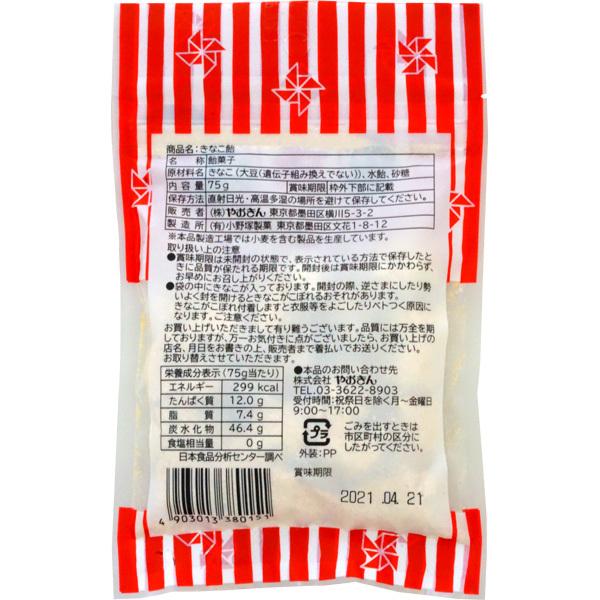 商品名:きなこ飴
名 称 飴菓子
原材料名 きなこ(大豆(遺伝子組み換えでない))、水飴、砂糖
内容量 75g 賞味期限 枠外下部に記載
保存方法 直射日光・高温多湿の場所を避けて保存してください。
販売者 (株)やおきん 東京都墨田区横川5-3-2
製造所 (有)小野塚製菓 東京都墨田区文花1-8-12
※本品製造工場では小麦を含む製品を生産しています。
取り扱い上の注意
●賞味期限は未開封の状態で、表示されている方法で保存したと
きに品質が保たれる期限です。開封後は賞味期限にかかわらず、
お早めにお召し上がりください。
●袋の中にきなこが入っております。開封の際、逆さまにしたり勢
いよく封を開けるときなこがこぼれるおそれがあります。
きなこがこぼれ付着しますと衣服等をよごしたりベトつく原因に
なります。ご注意ください。
お買い上げいただきまして有り難うございます。品質には万全を期
しておりますが、万一お気付きに点がございましたら、お買い上げの
店名、月日をお書きの上、販売者まで着払いでお送りください。
お取り替えさせていただきます。
栄養成分表示(75g当たり)
エネルギー 299kcal
たんぱく質 12.0g
脂質 7.4g
炭水化物 46.4g
食塩相当量 0g
日本食品分析センター調べ
●本品のお問い合わせ先
株式会社 やおきん
TEL.03-3622-8903
受付時間:祝祭日を除く月~金曜日
9:00~17:00
プラ
外装:PP
ごみを出すときは
市区町村の区分に
したがってください。
賞味期限
2021.04.21
4903013380151